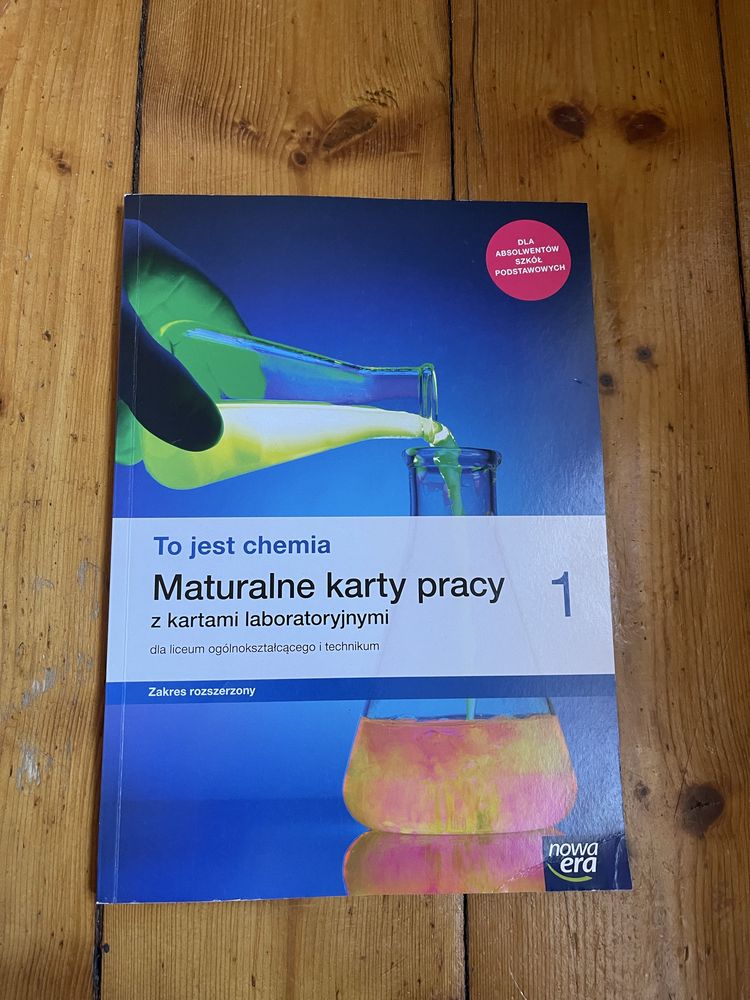 DLA
ABSOLWENTÓW
SZKÓŁ
PODSTAWOWYCH
To jest chemia
Maturalne karty pracy 1
z kartami laboratoryjnymi
dla liceum ogólnokształcącego i technikum
Zakres rozszerzony
nowa
era